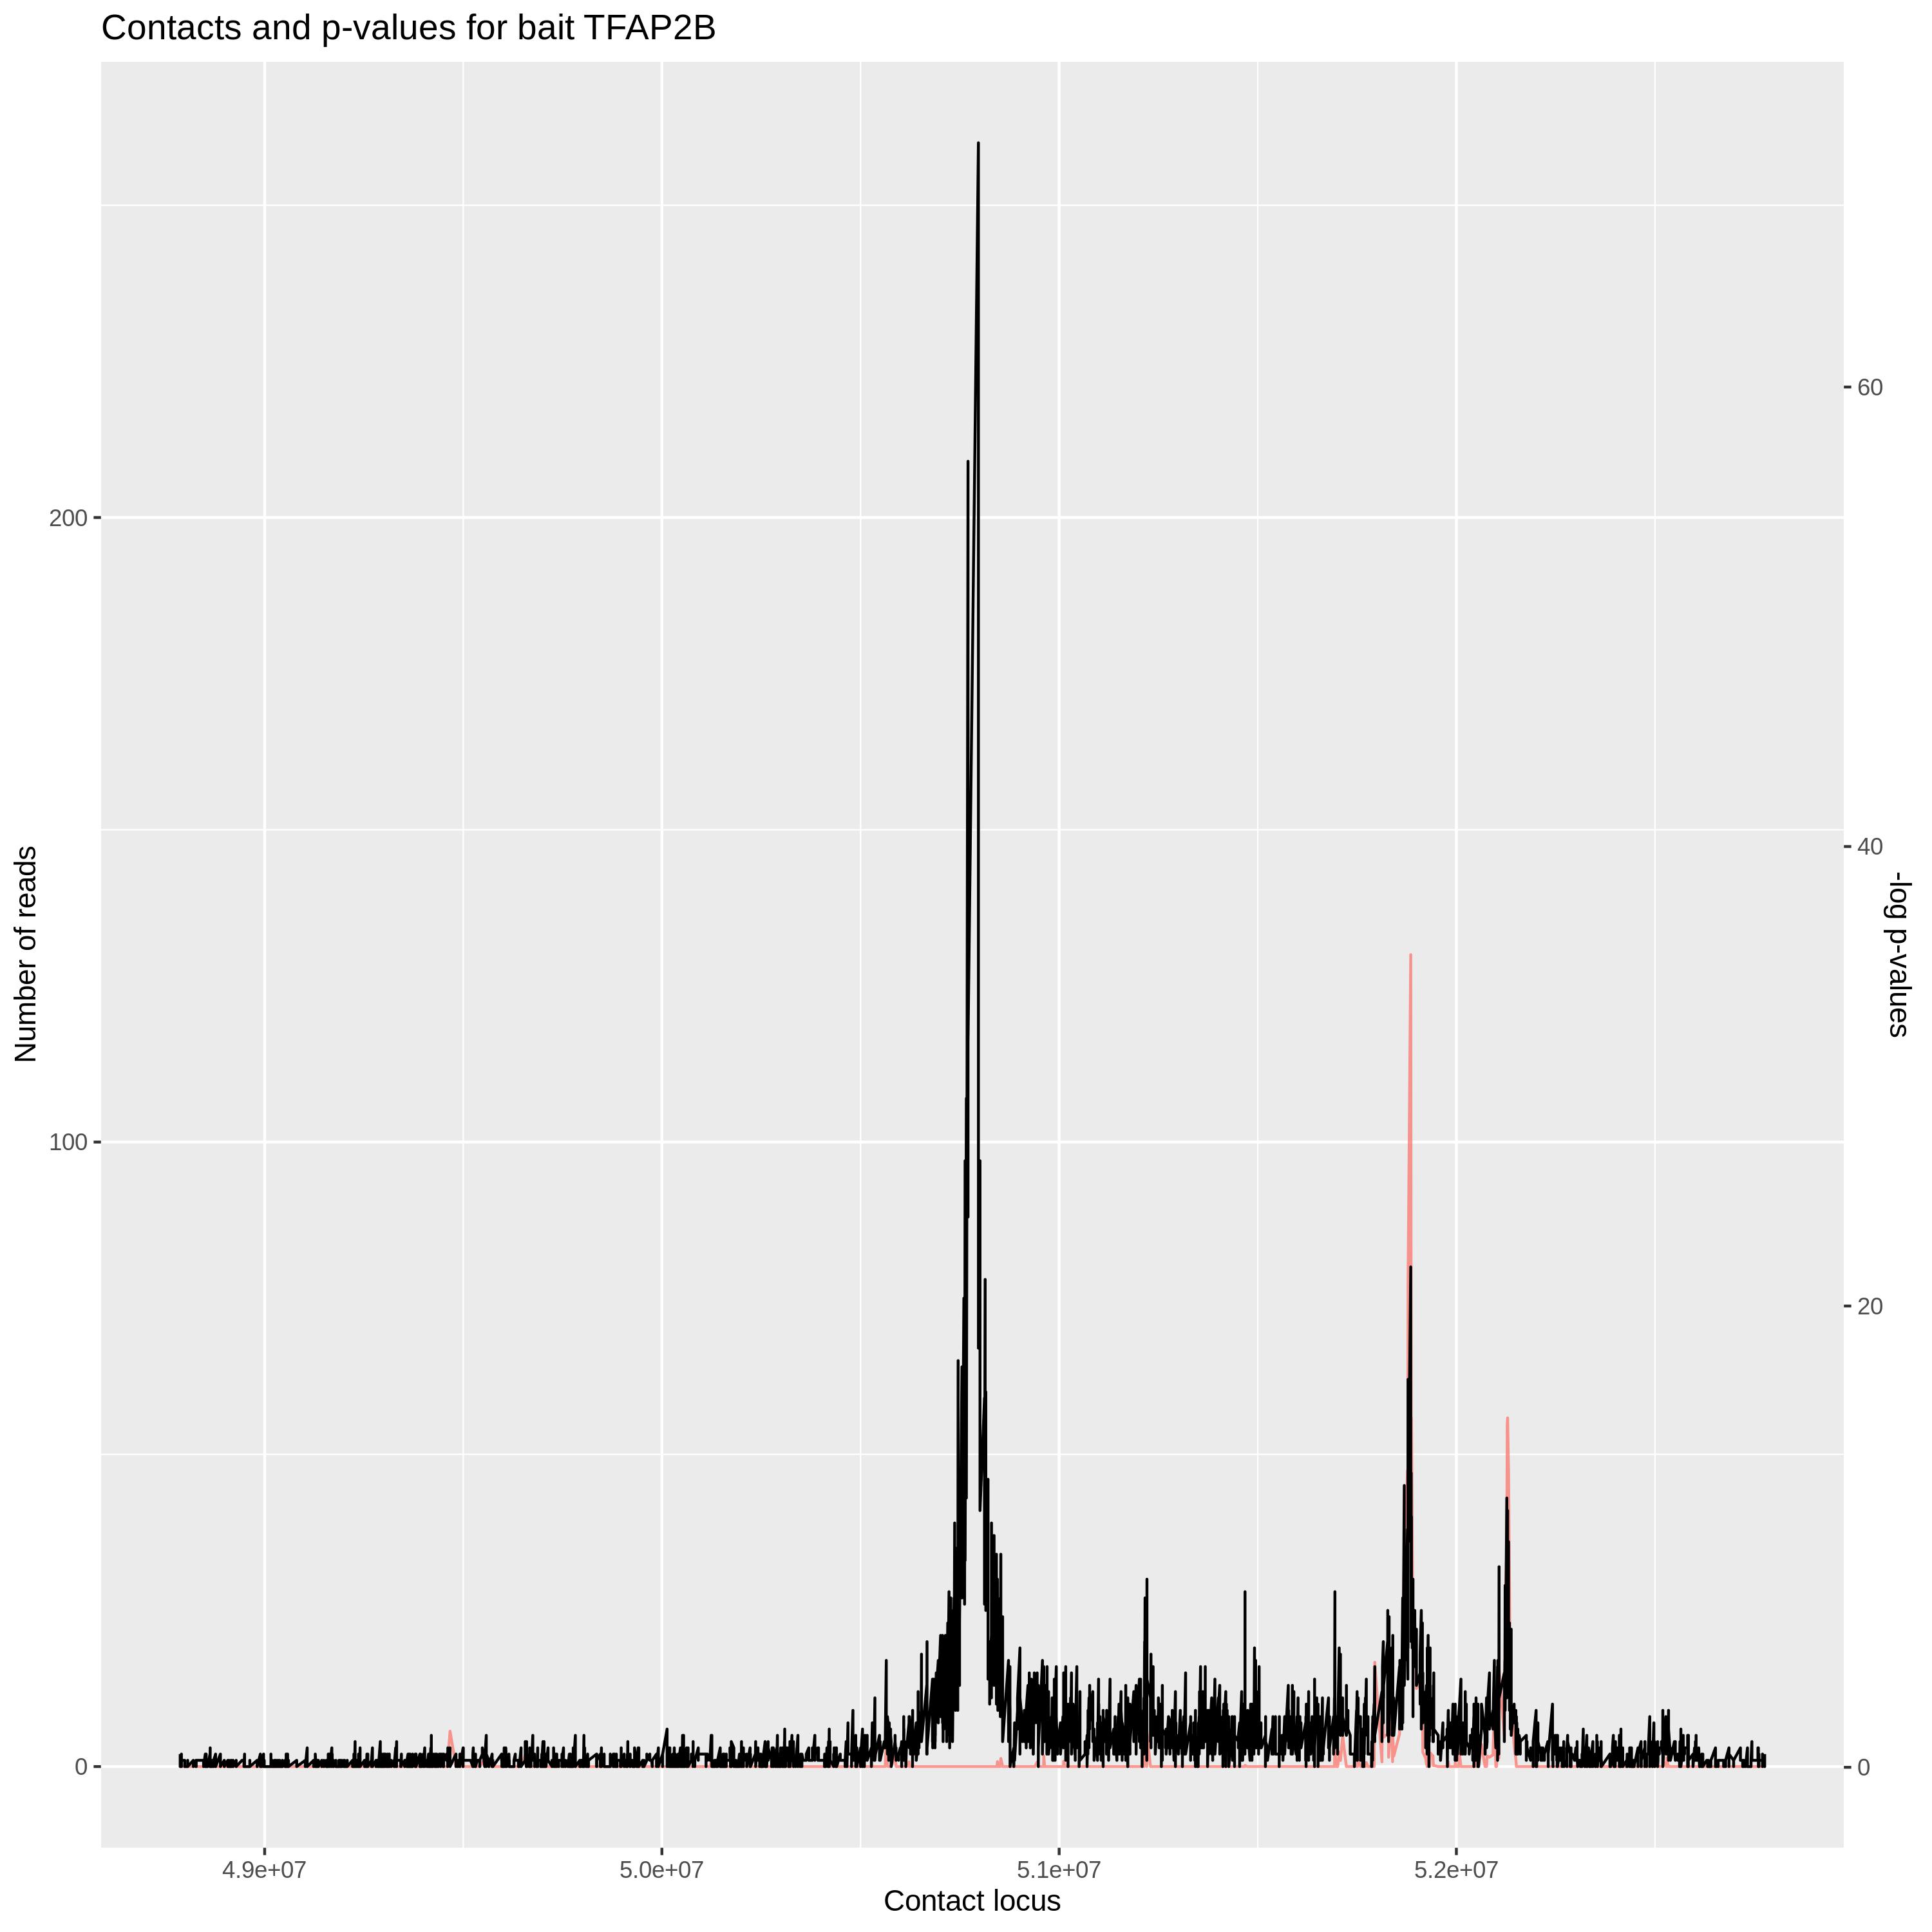 Contacts and p-values for bait TFAP2B
Number of reads
200
100
0
60
40
20
0
-log p-values
4.9e+07
5.0e+07
5.1e+07
5.2e+07
Contact locus